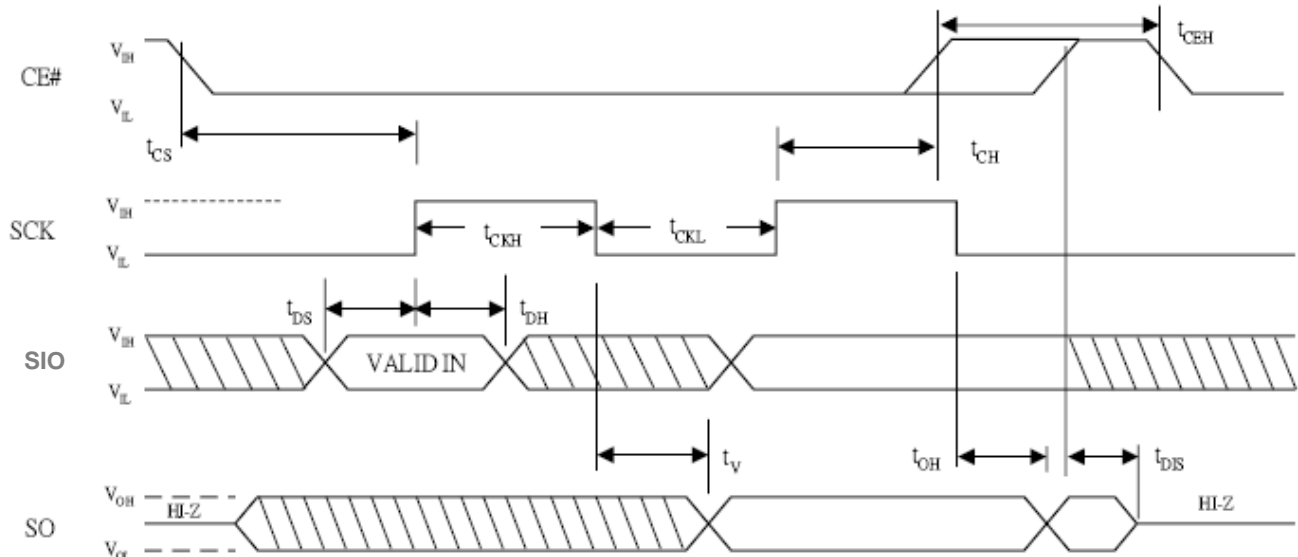 V_IH
t_CEH
CE#
V_IL
t_CS
t_CH
V_IH
SCK
t_CKH
t_CKL
V_IL
t_DS
t_DH
V_IH
SIO
VALID IN
V_IL
t_V
t_OH
t_DIS
V_OH
HI-Z
HI-Z
SO
V_OL